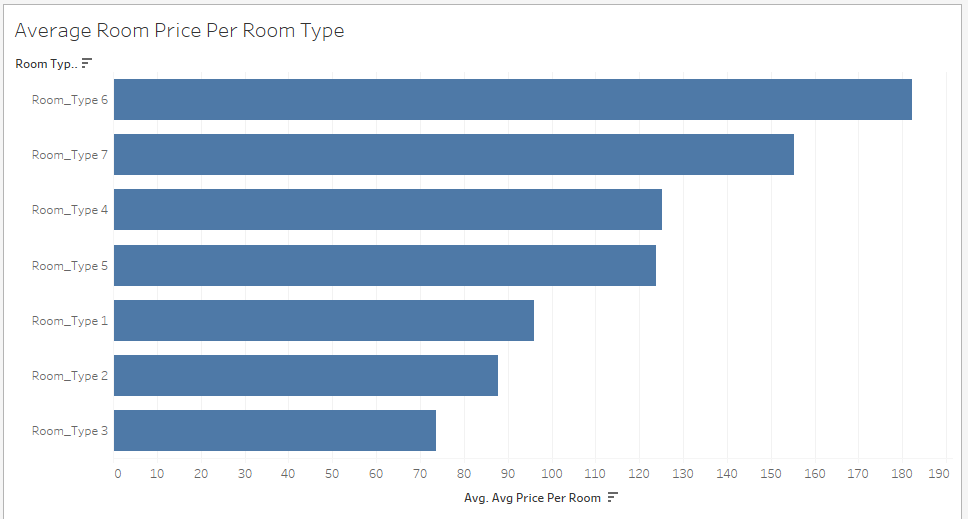 Average Room Price Per Room Type
Room Typ..
Room_Type 6
Room_Type 7
Room_Type 4
Room_Type 5
Room_Type 1
Room_Type 2
Room_Type 3
0 10 20 30 40 50 60 70 80 90 100 110 120 130 140 150 160 170 180 190
Avg. Avg Price Per Room